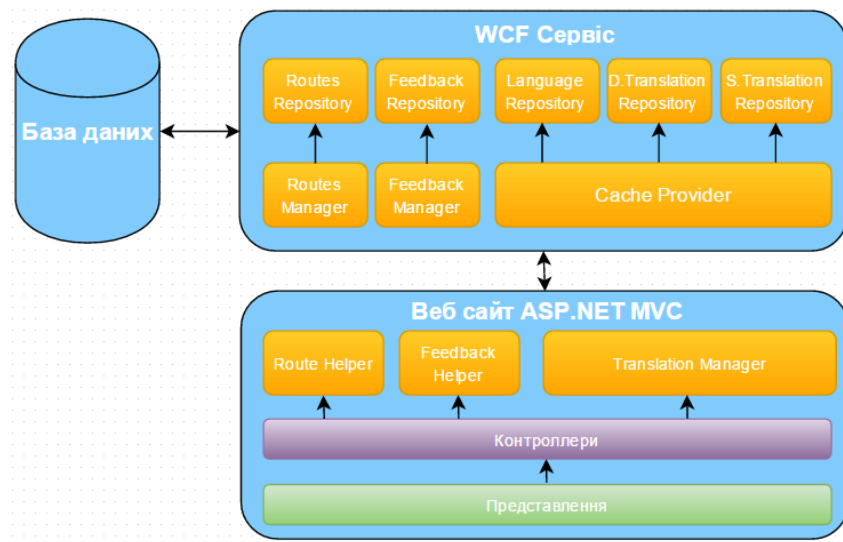 База даних
WCF Сервіс
Routes
Repository
Feedback
Repository
Language
Repository
D.Translation
Repository
S.Translation
Repository
Routes
Manager
Feedback
Manager
Cache Provider
Веб сайт ASP.NET MVC
Route Helper
Feedback
Helper
Translation Manager
Контроллери
Представлення